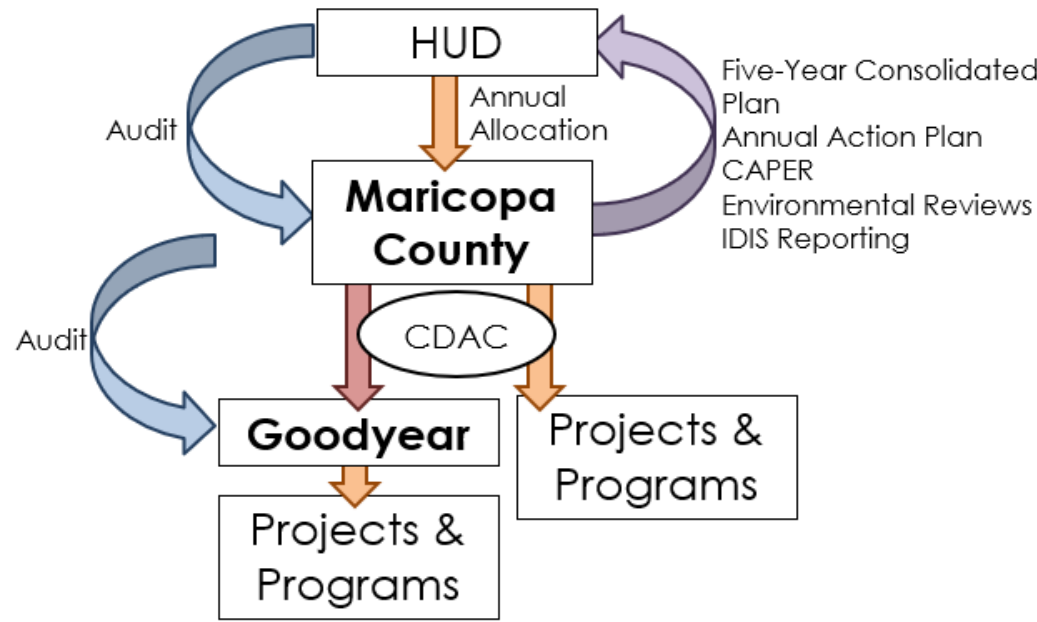 HUD
Annual
Allocation
Audit
Five-Year Consolidated
Plan
Annual Action Plan
CAPER
Environmental Reviews
IDIS Reporting
Maricopa
County
CDAC
Audit
Goodyear
Projects &
Programs
Projects &
Programs